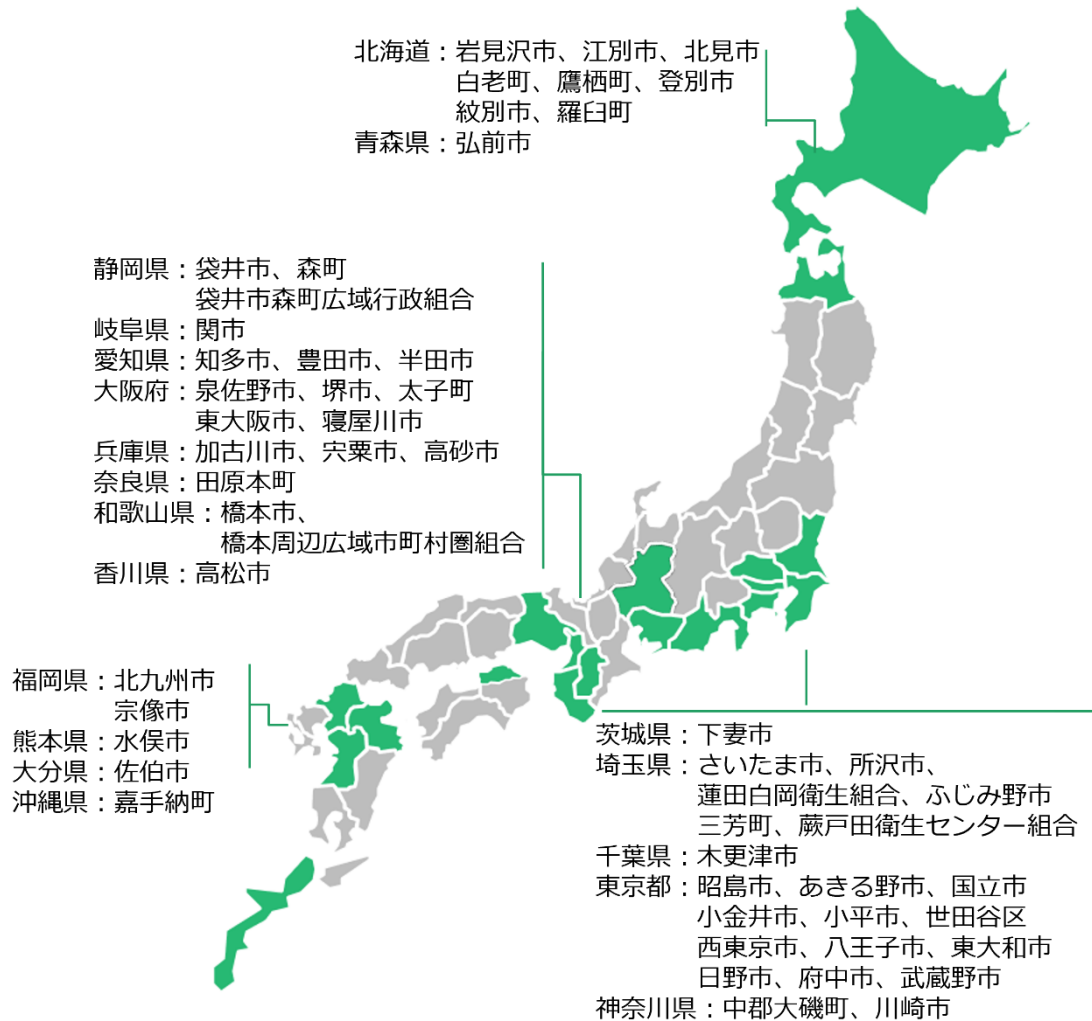 北海道：岩見沢市、江別市、北見市
白老町、鷹栖町、登別市
紋別市、羅臼町
青森県：弘前市
静岡県：袋井市、森町
袋井市森町広域行政組合
岐阜県：関市
愛知県：知多市、豊田市、半田市
大阪府：泉佐野市、堺市、太子町
東大阪市、寝屋川市
兵庫県：加古川市、宍粟市、高砂市
奈良県：田原本町
和歌山県：橋本市、
橋本周辺広域市町村圏組合
香川県：高松市
福岡県：北九州市
宗像市
熊本県：水俣市
大分県：佐伯市
沖縄県：嘉手納町
茨城県：下妻市
埼玉県：さいたま市、所沢市、
蓮田白岡衛生組合、ふじみ野市
三芳町、蕨戸田衛生センター組合
千葉県：木更津市
東京都：昭島市、あきる野市、国立市
小金井市、小平市、世田谷区
西東京市、八王子市、東大和市
日野市、府中市、武蔵野市
神奈川県：中郡大磯町、川崎市